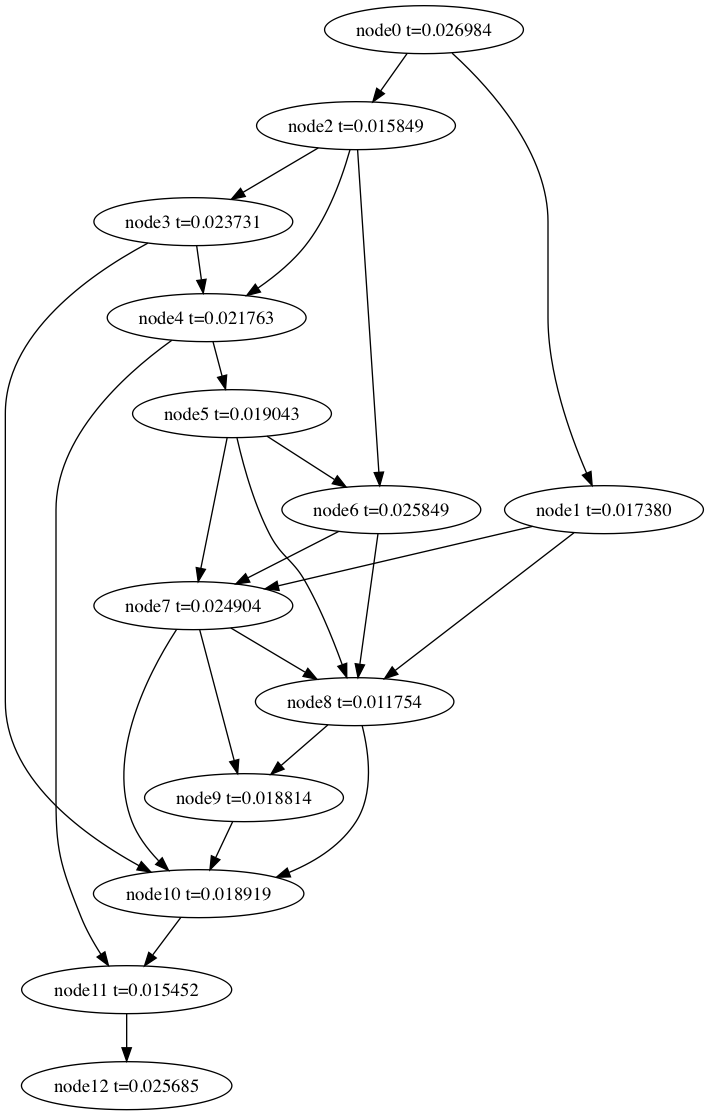 node0 t=0.026984
node2 t=0.015849
node3 t=0.023731
node4 t=0.021763
node5 t=0.019043
node6 t=0.025849
node1 t=0.017380
node7 t=0.024904
node8 t=0.011754
node9 t=0.018814
node10 t=0.018919
node11 t=0.015452
node12 t=0.025685